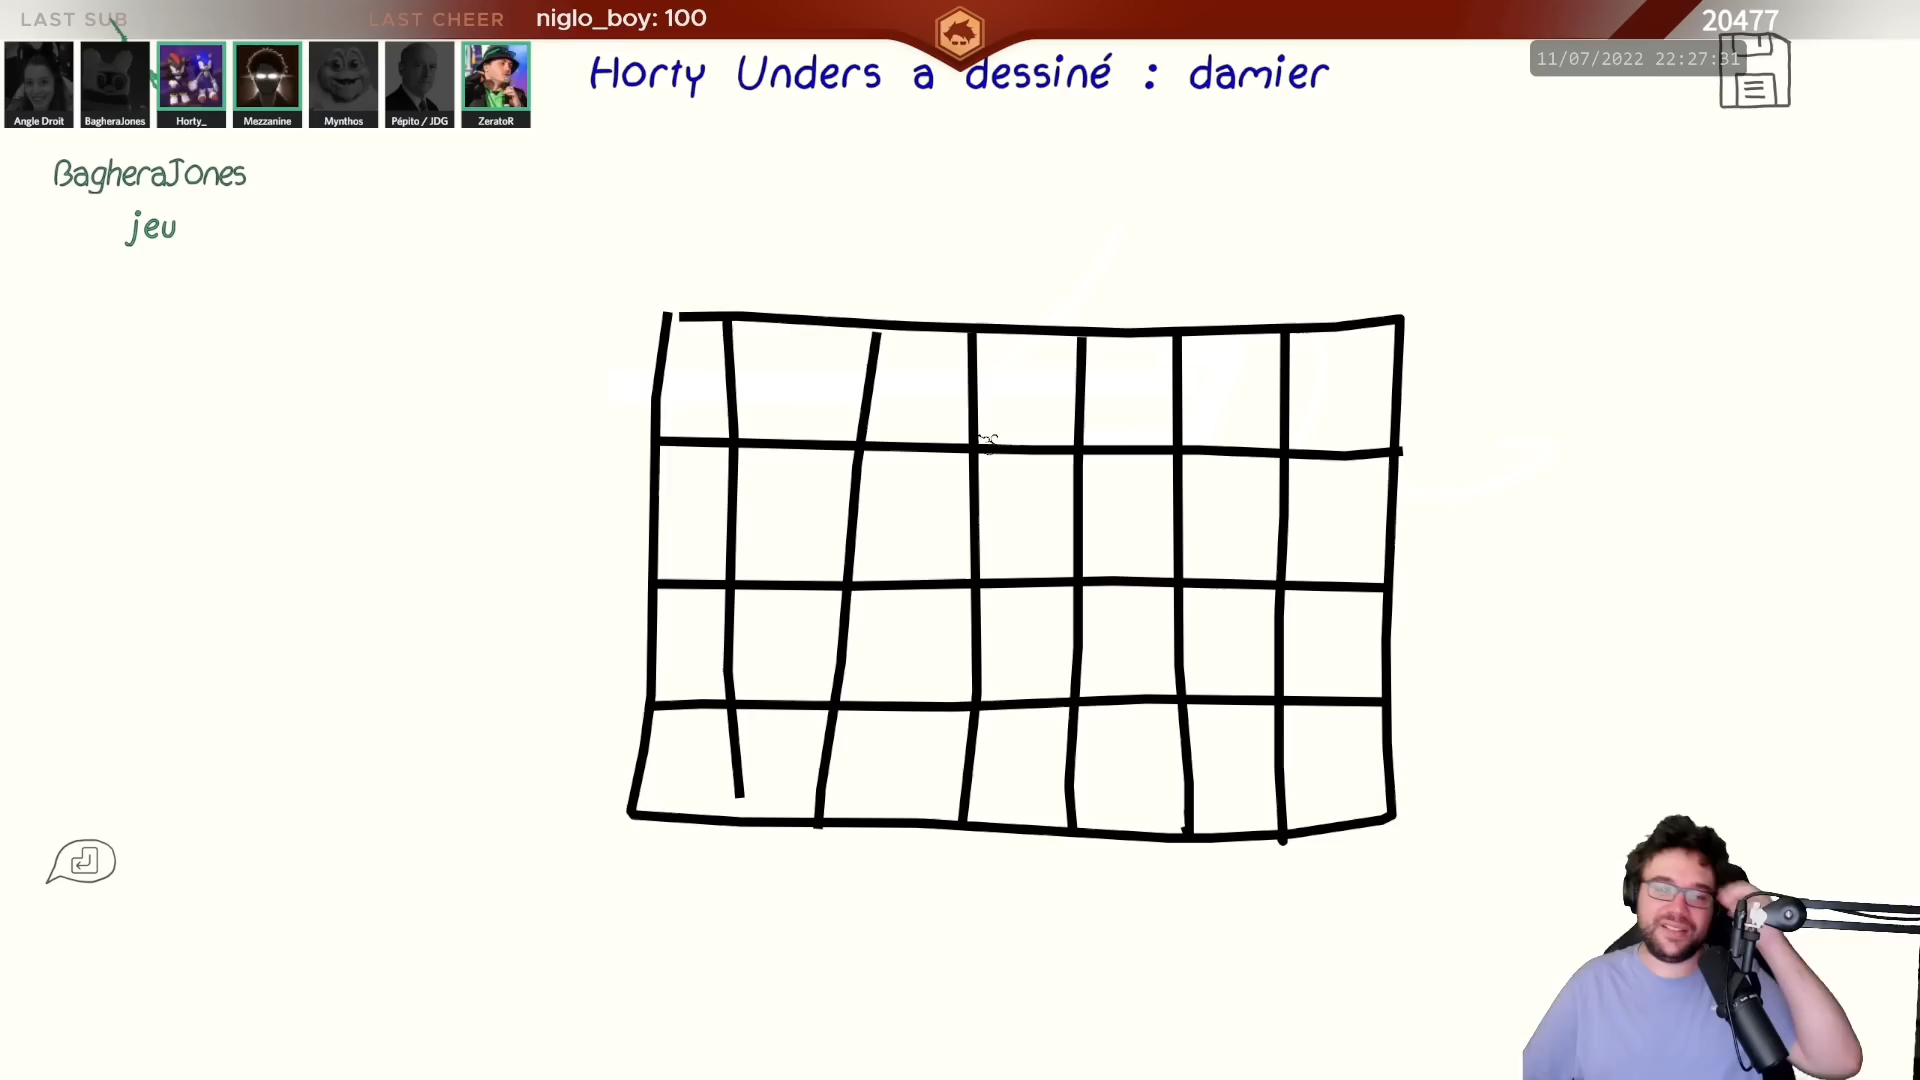 LAST SUB
LAST CHEER
niglo_boy: 100
20477
11/07/2022 22:27:31
Angle Droit
BagheraJones
Horty_
Mezzanine
Mynthos
Pépito / JDG
ZeratoR
Horty Unders a dessiné : damier
BagheraJones
jeu